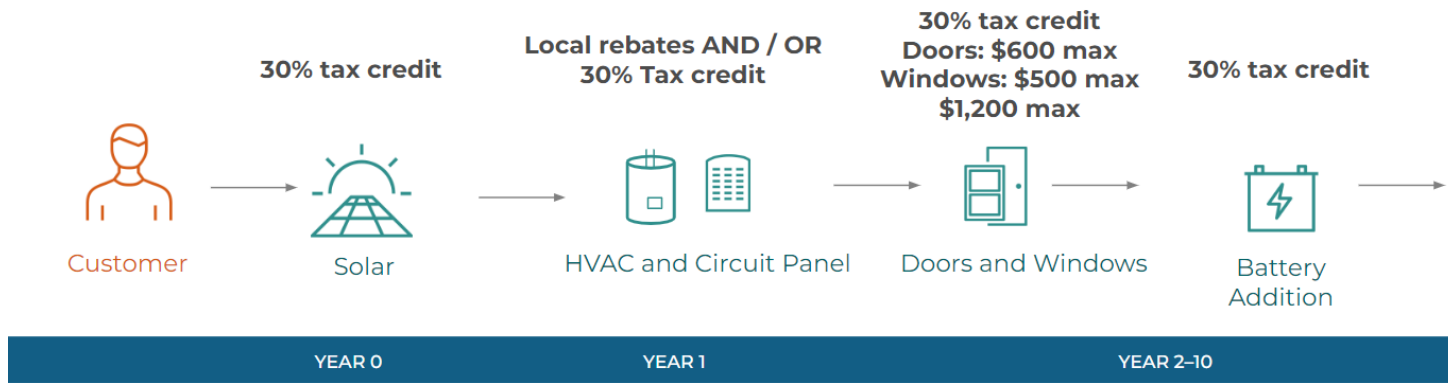 30% tax credit
Local rebates AND / OR
30% Tax credit
30% tax credit
Doors: $600 max
Windows: $500 max
$1,200 max
30% tax credit
Customer
Solar
HVAC and Circuit Panel
Doors and Windows
Battery
Addition
YEAR 0
YEAR 1
YEAR 2–10